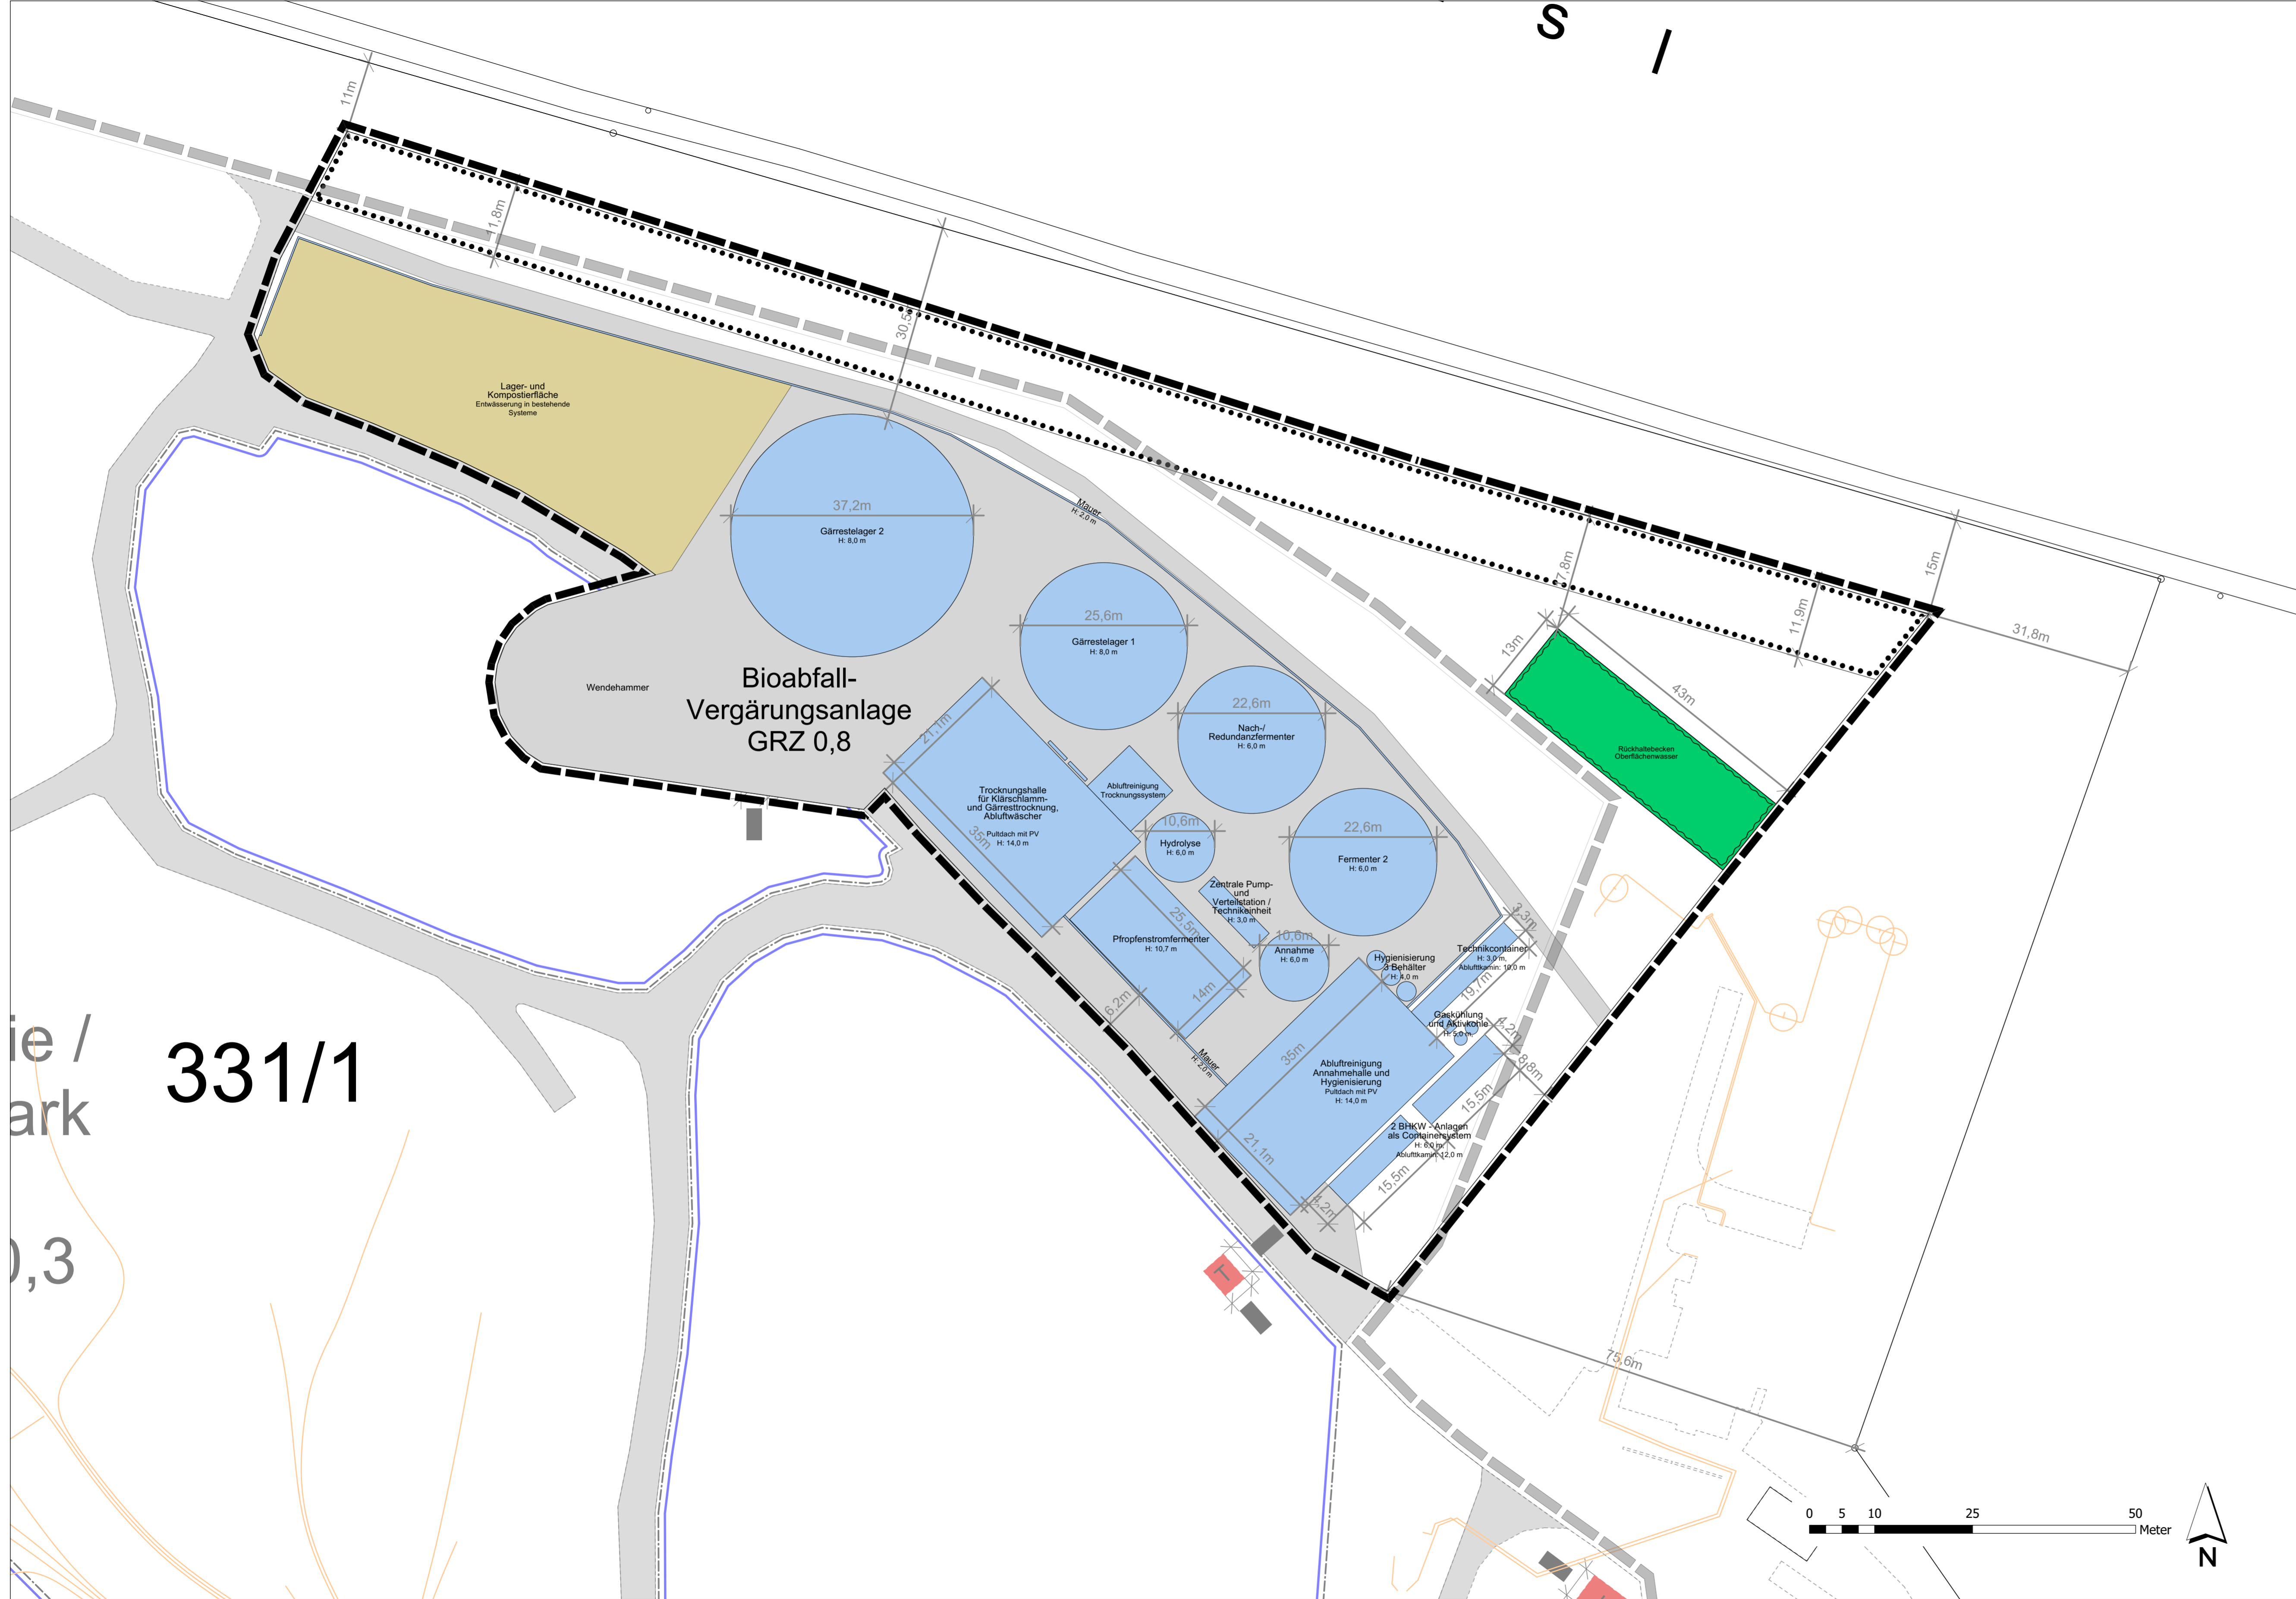 s l
11m
11,8m
30,5
Lager- und
Kompostierfläche
Entwässerung in bestehende
Systeme
37,2m
Gärrestelager 2
H: 8,0 m
Mauer
H: 2,0 m
25,6m
Gärrestelager 1
H: 8,0 m
7,8m
15m
11,9m
31,8m
13m
43m
Rückhaltebecken
Oberflächenwasser
Wendehammer
Bioabfall-
Vergärungsanlage
GRZ 0,8
22,6m
Nach-/
Redundanzfermenter
H: 6,0 m
21,1m
35m
Trocknungshalle
für Klärschlamm-
und Gärresttrocknung,
Abluftwäscher
Pultdach mit PV
H: 14,0 m
Abluftreinigung
Trocknungssystem
10,6m
Hydrolyse
H: 6,0 m
22,6m
Fermenter 2
H: 6,0 m
Zentrale Pump-
und
Verteilstation /
Technikeinheit
H: 3,0 m
25,5m
Pfropfenstromfermenter
H: 10,7 m
14m
6,2m
10,6m
Annahme
H: 6,0 m
Hygienisierung
3 Behälter
H: 4,0 m
3,3m
Technikcontainer
H: 3,0 m,
Abluftkamin: 10,0 m
19,7m
Gaskühlung
und Aktivkohle
H: 5,0 m,
4,2m
8,8m
Mauer
H: 2,0 m
35m
Abluftreinigung
Annahmehalle und
Hygienisierung
Pultdach mit PV
H: 14,0 m
21,1m
15,5m
2 BHKW - Anlagen
als Containersystem
H: 6,0 m,
Abluftkamin: 12,0 m
15,5m
4,2m
ie /
ark
331/1
0,3
T
75,6m
0 5 10 25 50
Meter
N